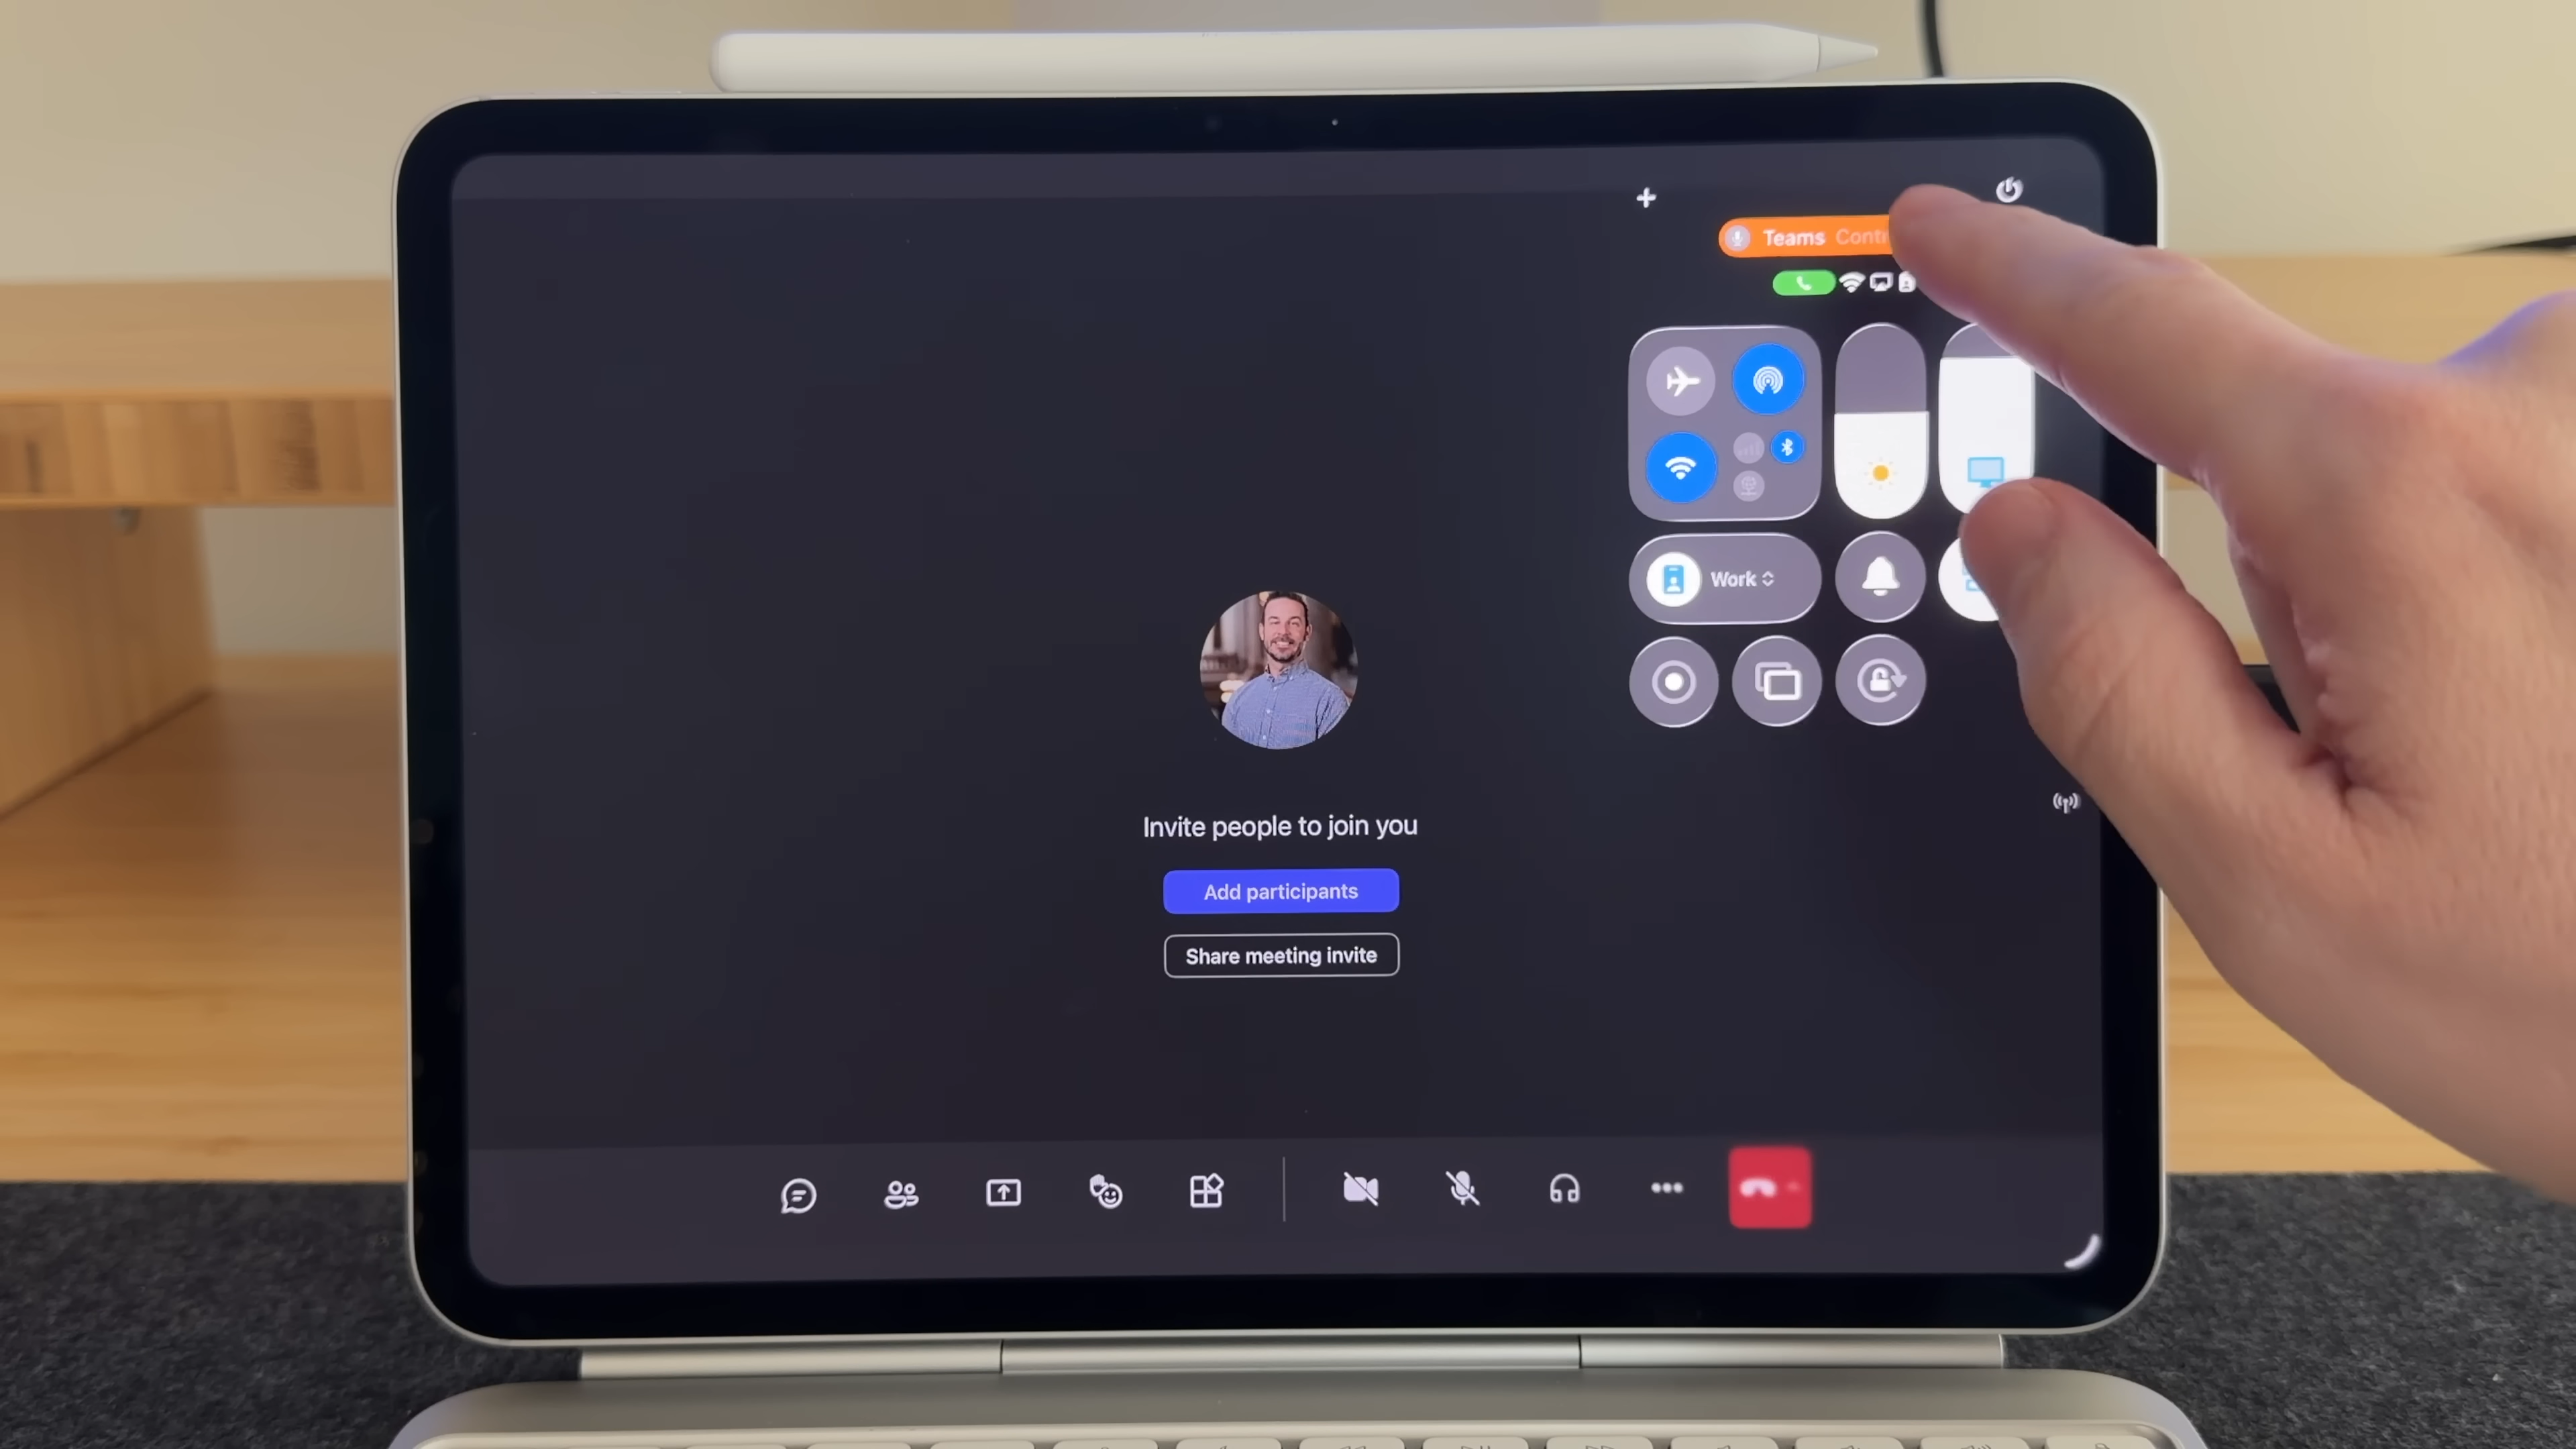 Teams
Work
Invite people to join you
Add participants
Share meeting invite